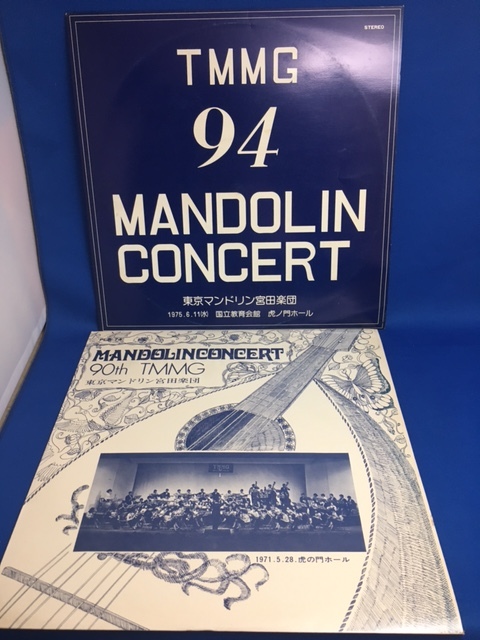 STEREO
TMMG
94
MANDOLIN
CONCERT
東京マンドリン宮田楽団
1975.6.11㈬ 国立教育会館 虎ノ門ホール
MANDOLINCONCERT
90th TMMG
東京マンドリン宮田楽団
1971.5.28.虎の門ホール